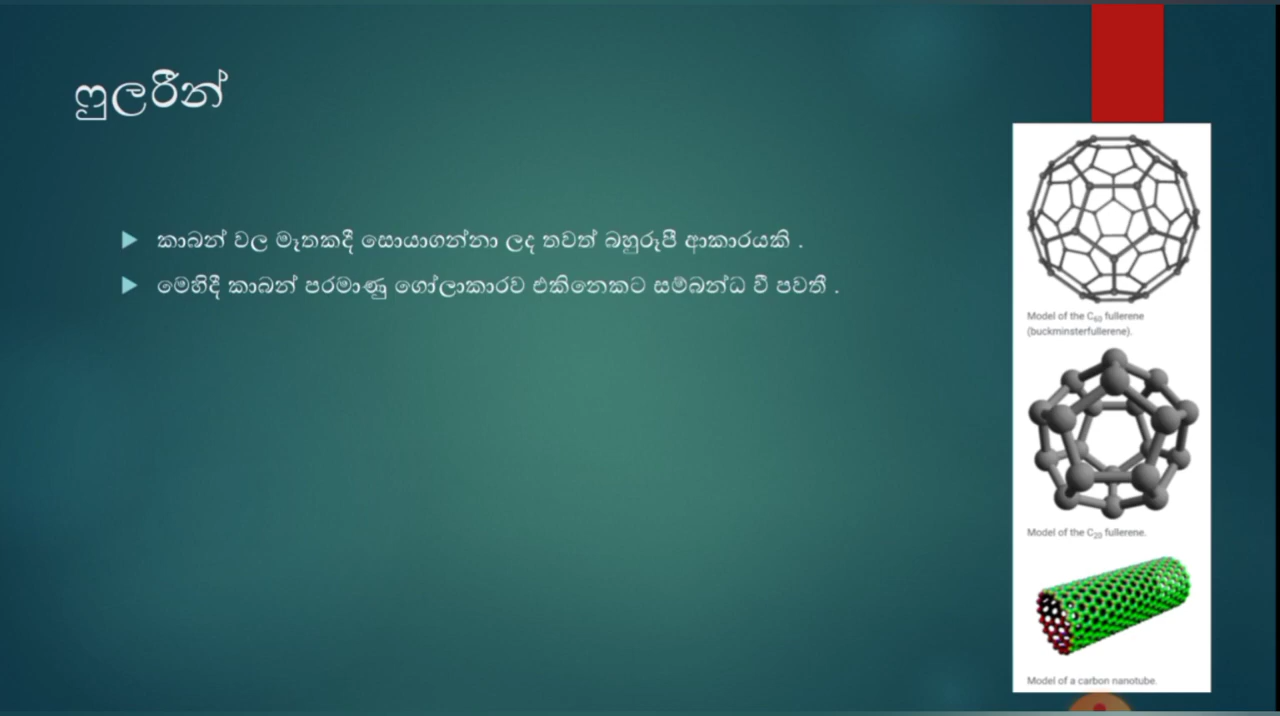 ෆුලරීන්
කාබන් වල මෑතකදී සොයාගන්නා ලද තවත් බහුරූපී ආකාරයකි .
මෙහිදී කාබන් පරමාණු ගෝලාකාරව එකිනෙකට සම්බන්ධ වී පවතී .
Model of the C₆₀ fullerene
(buckminsterfullerene).
Model of the C₂₀ fullerene.
Model of a carbon nanotube.